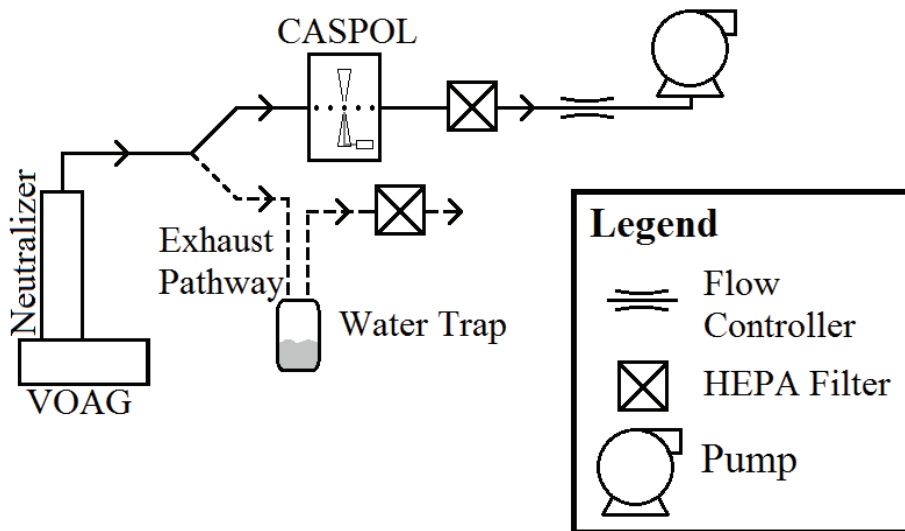 CASPOL
Neutralizer
Exhaust
Pathway
Water Trap
VOAG
Legend
Flow
Controller
HEPA Filter
Pump